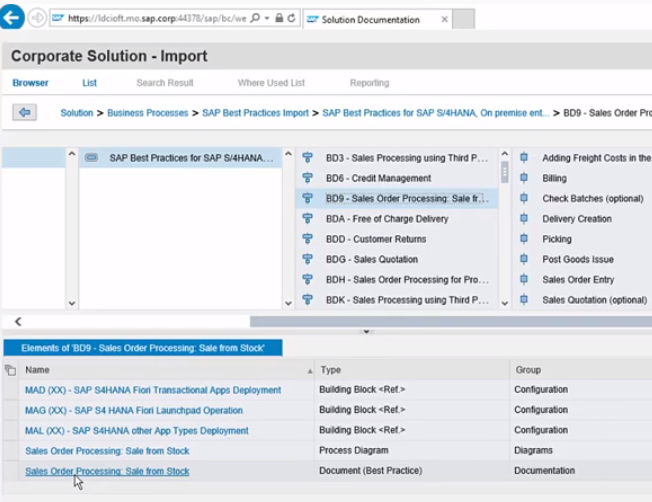 https://ldcioft.mo.sap.corp:44378/sap/bc/we
Solution Documentation
Corporate Solution - Import
Browser List Search Result Where Used List Reporting
Solution > Business Processes > SAP Best Practices Import > SAP Best Practices for SAP S/4HANA, On premise ent... > BD9 - Sales Order Pro
SAP Best Practices for SAP S/4HANA... BD3 - Sales Processing using Third P... Adding Freight Costs in the
BD6 - Credit Management Billing
BD9 - Sales Order Processing: Sale fr... Check Batches (optional)
BDA - Free of Charge Delivery Delivery Creation
BDD - Customer Returns Picking
BDG - Sales Quotation Post Goods Issue
BDH - Sales Order Processing for Pro... Sales Order Entry
BDK - Sales Processing using Third P... Sales Quotation (optional)
Elements of 'BD9 - Sales Order Processing: Sale from Stock'
Name Type Group
MAD (XX) - SAP S4HANA Fiori Transactional Apps Deployment Building Block <Ref.> Configuration
MAG (XX) - SAP S4 HANA Fiori Launchpad Operation Building Block <Ref.> Configuration
MAL (XX) - SAP S4HANA other App Types Deployment Building Block <Ref.> Configuration
Sales Order Processing: Sale from Stock Process Diagram Diagrams
Sales Order Processing: Sale from Stock Document (Best Practice) Documentation